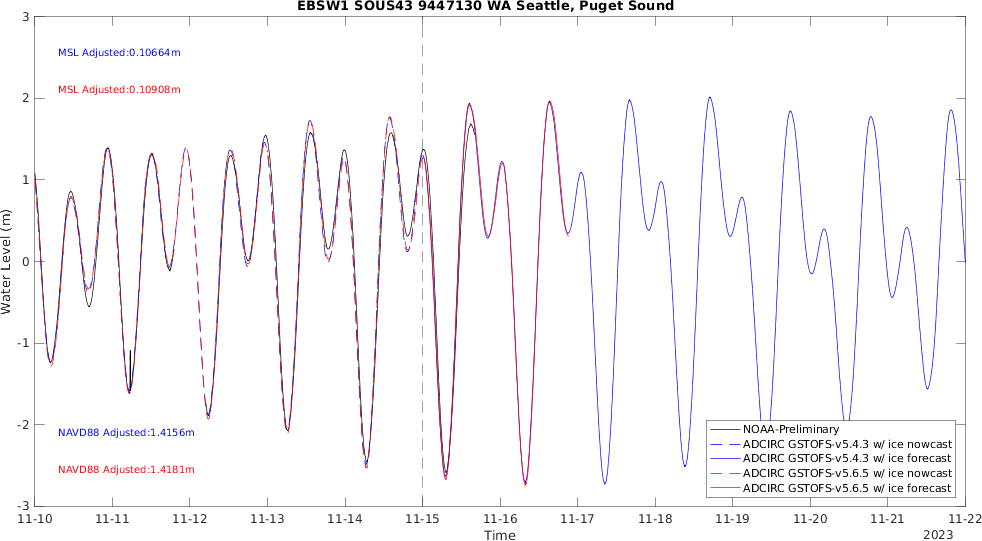 EBSW1 SOUS43 9447130 WA Seattle, Puget Sound
3
2
1
0
-1
-2
-3
Water Level (m)
MSL Adjusted:0.10664m
MSL Adjusted:0.10908m
NAVD88 Adjusted:1.4156m
NAVD88 Adjusted:1.4181m
NOAA-Preliminary
ADCIRC GSTOFS-v5.4.3 w/ ice nowcast
ADCIRC GSTOFS-v5.4.3 w/ ice forecast
ADCIRC GSTOFS-v5.6.5 w/ ice nowcast
ADCIRC GSTOFS-v5.6.5 w/ ice forecast
11-10 11-11 11-12 11-13 11-14 11-15 11-16 11-17 11-18 11-19 11-20 11-21 11-22
Time 2023